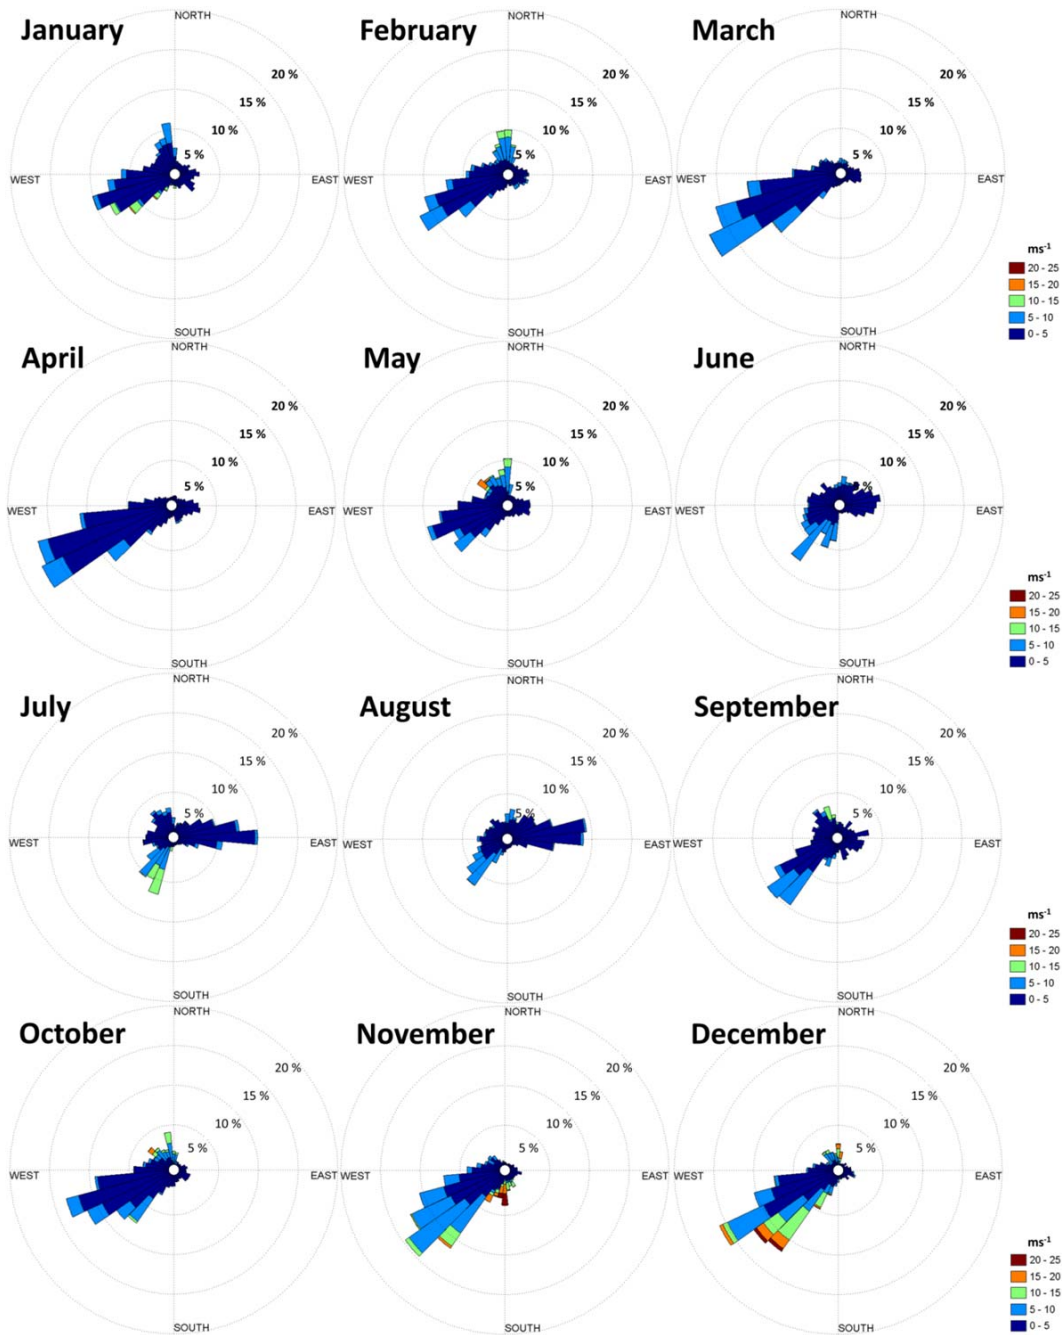 January
NORTH
20 %
15 %
10 %
5 %
WEST
EAST
SOUTH
February
NORTH
20 %
15 %
10 %
5 %
WEST
EAST
SOUTH
March
NORTH
20 %
15 %
10 %
5 %
WEST
EAST
SOUTH
ms-1
20 - 25
15 - 20
10 - 15
5 - 10
0 - 5
April
NORTH
20 %
15 %
10 %
5 %
WEST
EAST
SOUTH
May
NORTH
20 %
15 %
10 %
5 %
WEST
EAST
SOUTH
June
NORTH
20 %
15 %
10 %
5 %
WEST
EAST
SOUTH
ms-1
20 - 25
15 - 20
10 - 15
5 - 10
0 - 5
July
NORTH
20 %
15 %
10 %
5 %
WEST
EAST
SOUTH
August
NORTH
20 %
15 %
10 %
5 %
WEST
EAST
SOUTH
September
NORTH
20 %
15 %
10 %
5 %
WEST
EAST
SOUTH
ms-1
20 - 25
15 - 20
10 - 15
5 - 10
0 - 5
October
NORTH
20 %
15 %
10 %
5 %
WEST
EAST
SOUTH
November
NORTH
20 %
15 %
10 %
5 %
WEST
EAST
SOUTH
December
NORTH
20 %
15 %
10 %
5 %
WEST
EAST
SOUTH
ms-1
20 - 25
15 - 20
10 - 15
5 - 10
0 - 5